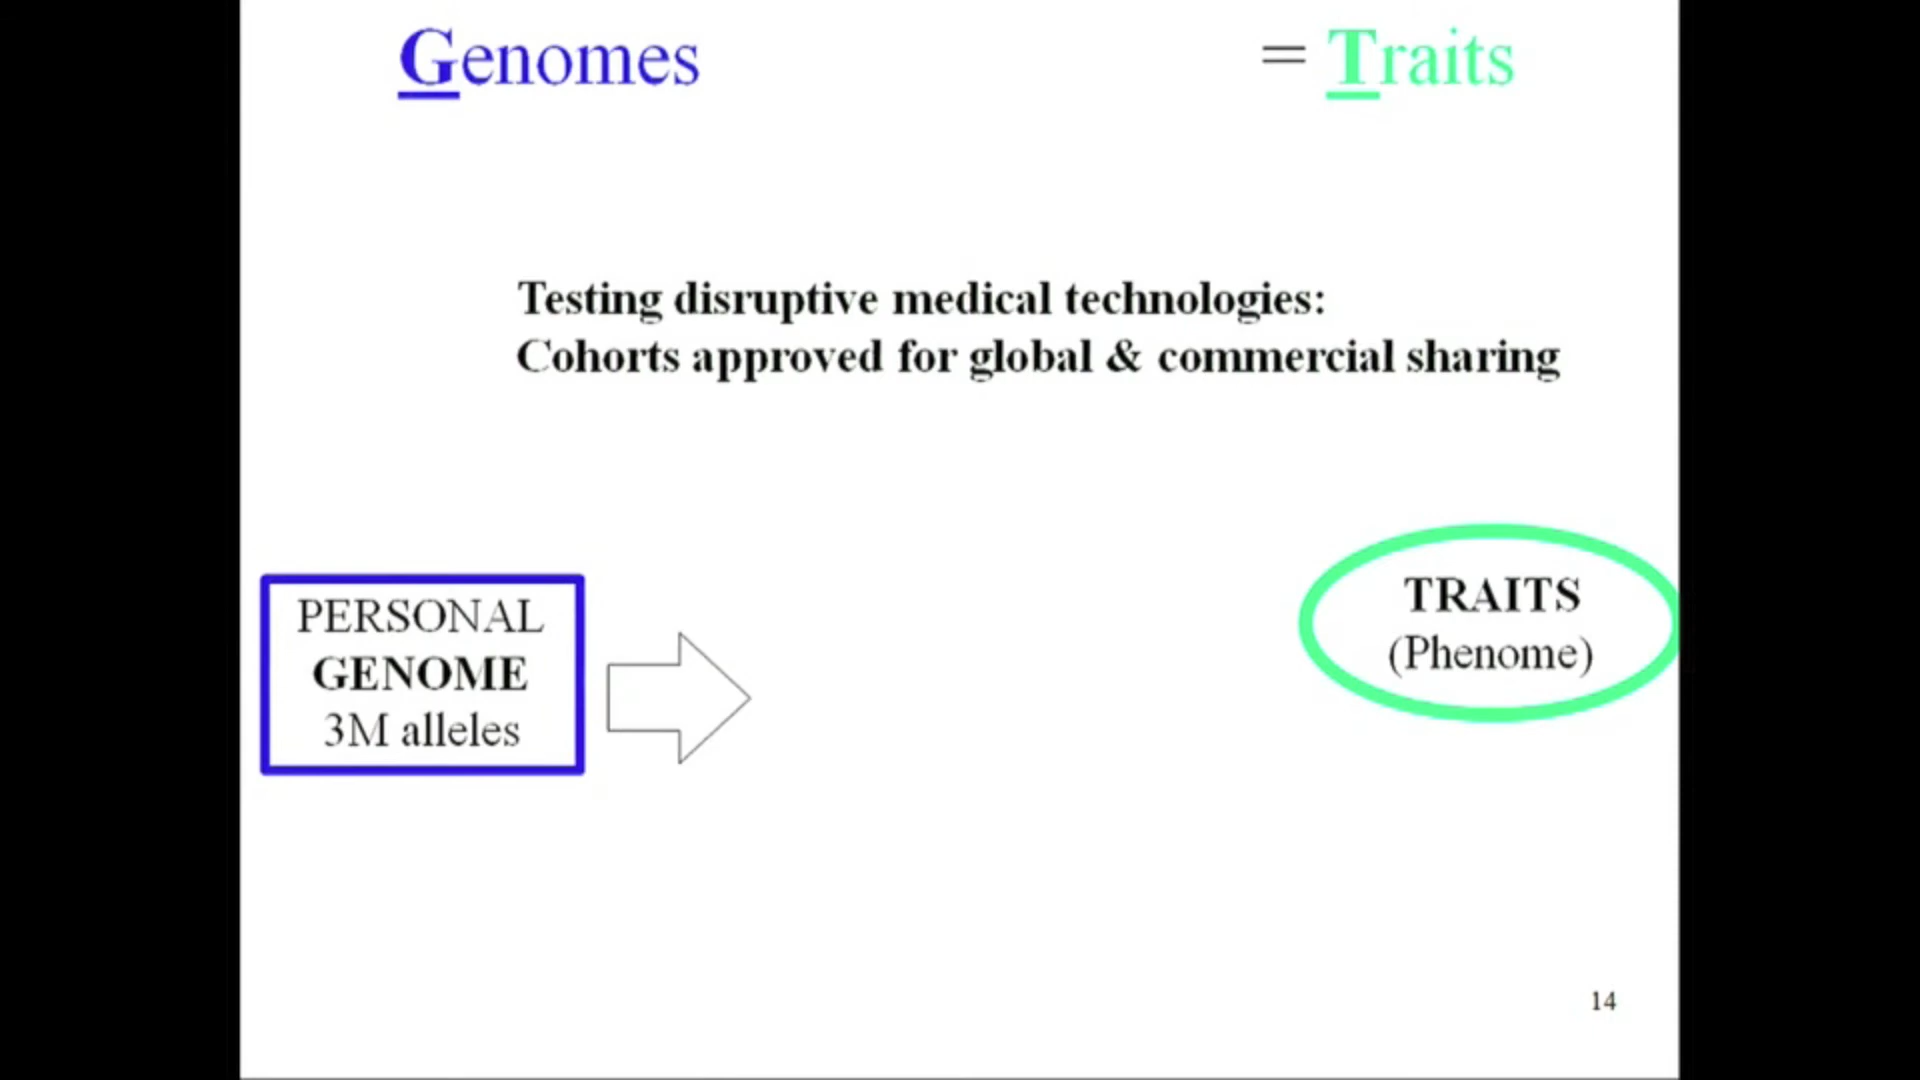 Genomes = Traits
Testing disruptive medical technologies:
Cohorts approved for global & commercial sharing
PERSONAL
GENOME
3M alleles
TRAITS
(Phenome)
14